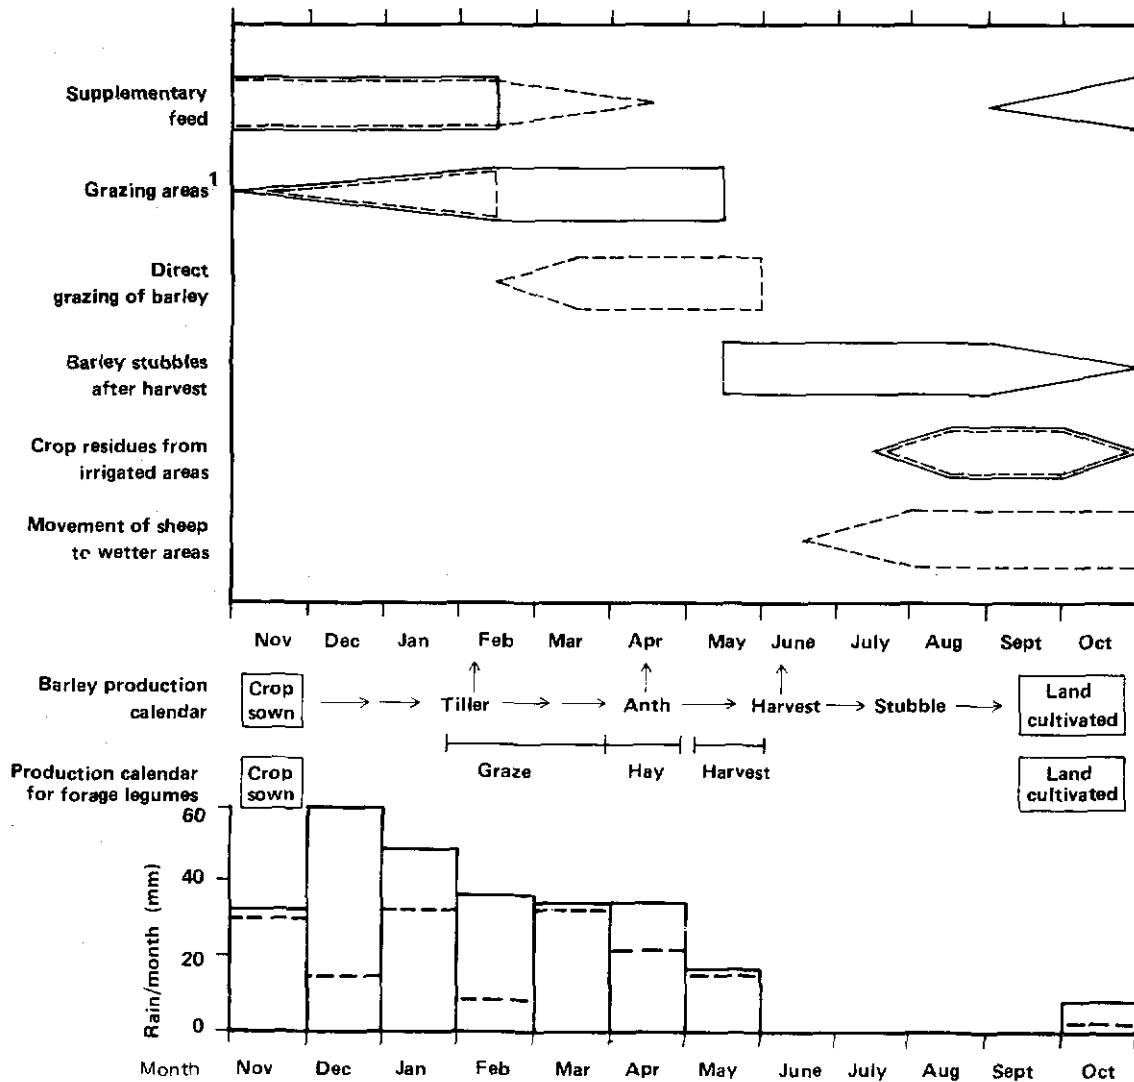 Supplementary
feed
Grazing areas1
Direct
grazing of barley
Barley stubbles
after harvest
Crop residues from
irrigated areas
Movement of sheep
to wetter areas
Nov Dec Jan Feb Mar Apr May June July Aug Sept Oct
Barley production
calendar
Crop
sown
Tiller
Anth
Harvest
Stubble
Land
cultivated
Graze
Hay
Harvest
Production calendar
for forage legumes
Crop
sown
Land
cultivated
Rain/month (mm)
60
40
20
0
Month Nov Dec Jan Feb Mar Apr May June July Aug Sept Oct